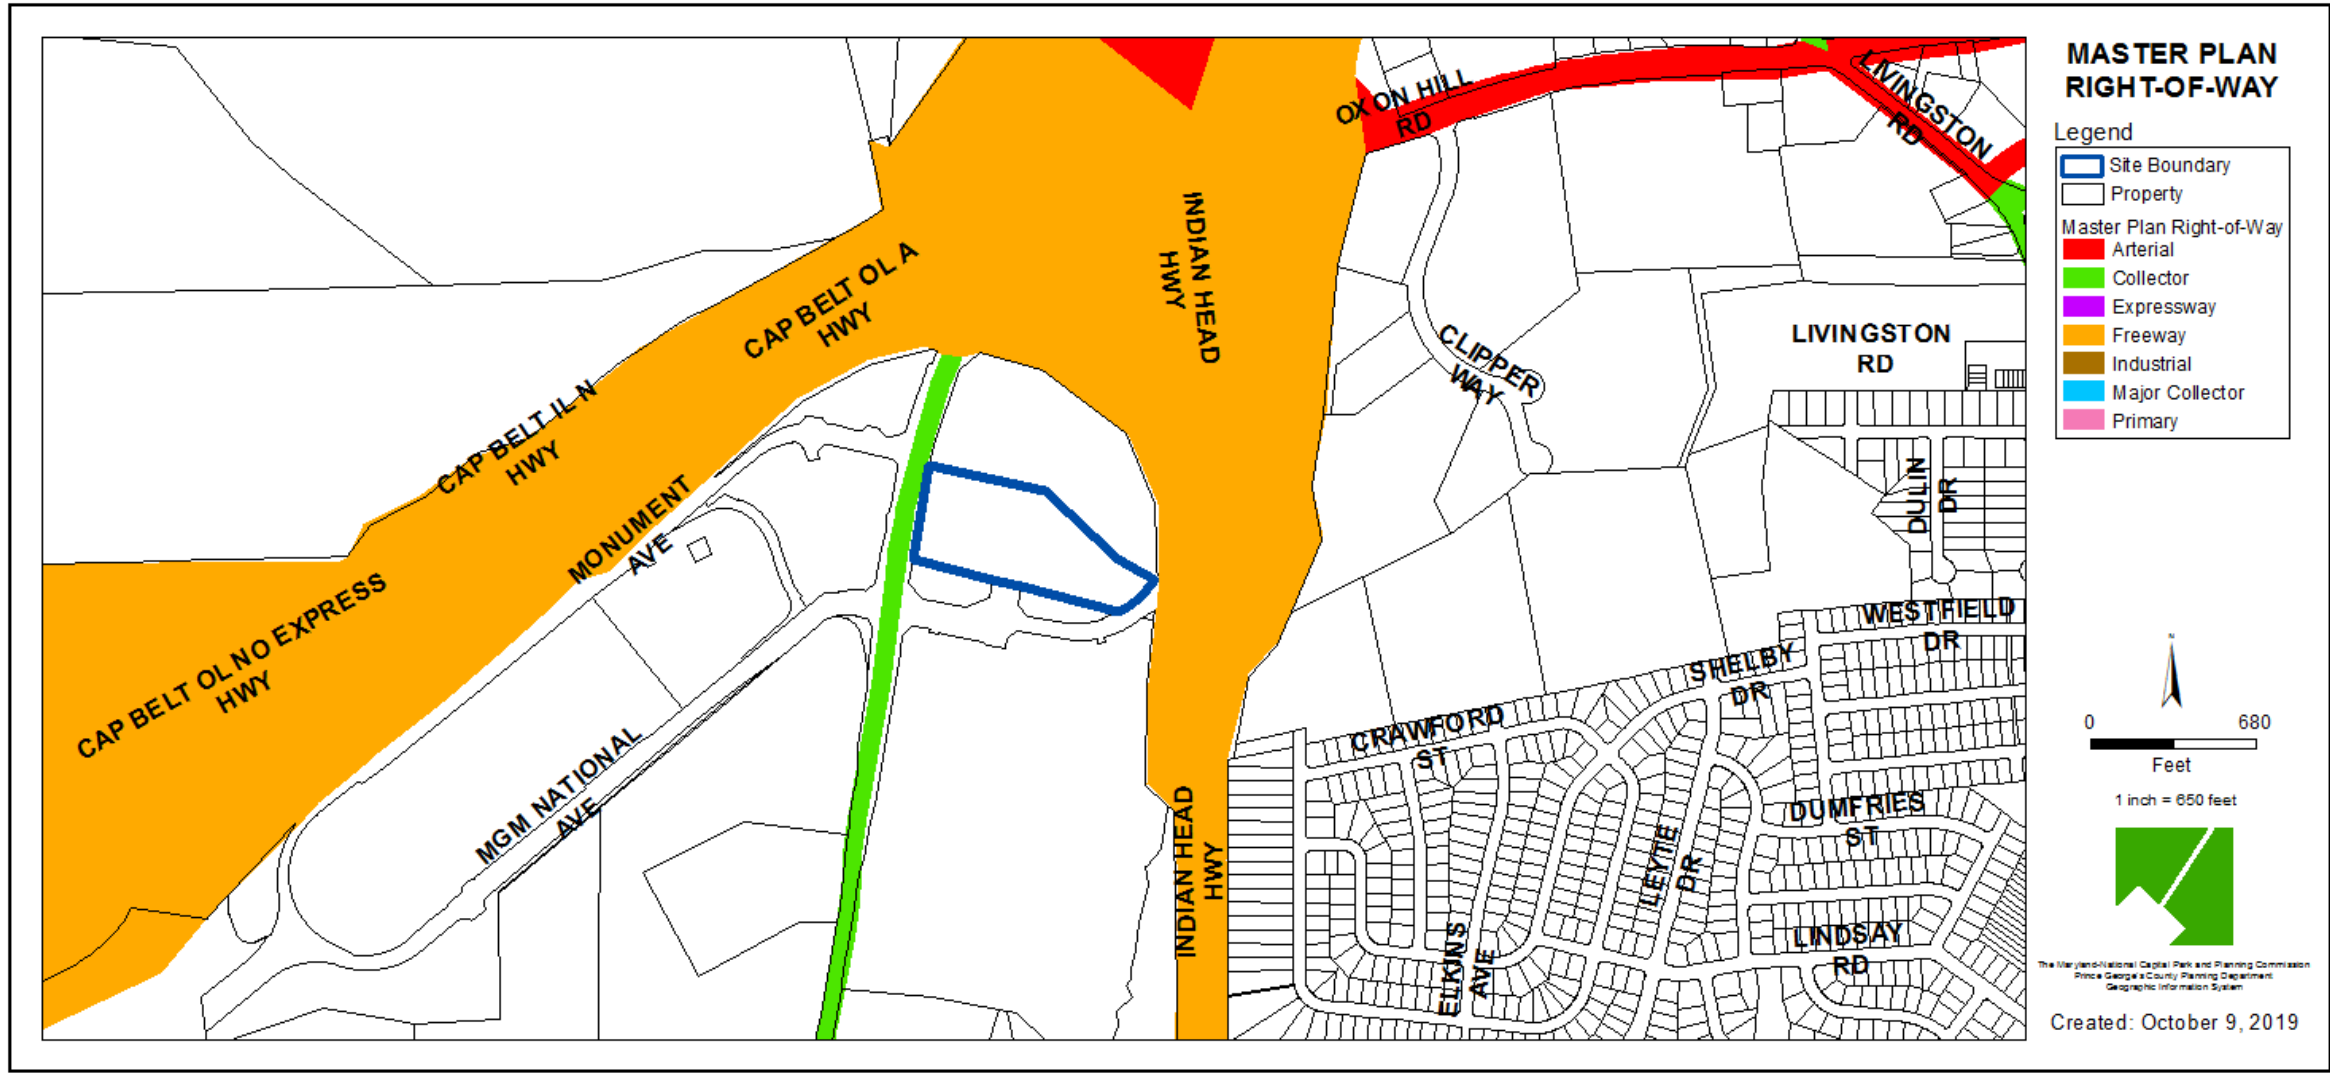 MASTER PLAN
RIGHT-OF-WAY
Legend
Site Boundary
Property
Master Plan Right-of-Way
Arterial
Collector
Expressway
Freeway
Industrial
Major Collector
Primary
OXON HILL
RD
LIVINGSTON
RD
INDIAN HEAD
HWY
CAP BELT OL A
HWY
CLIPPER
WAY
LIVINGSTON
RD
CAP BELT IL N
HWY
MONUMENT
AVE
DULIN
DR
CAP BELT OL NO EXPRESS
HWY
WESTFIELD
DR
SHELBY
DR
CRAWFORD
ST
MGM NATIONAL
AVE
INDIAN HEAD
HWY
LEYTE
DR
DUMFRIES
ST
ELKINS
AVE
LINDSAY
RD
N
0 680
Feet
1 inch = 650 feet
The Maryland-National Capital Park and Planning Commission
Prince George's County Planning Department
Geographic Information System
Created: October 9, 2019